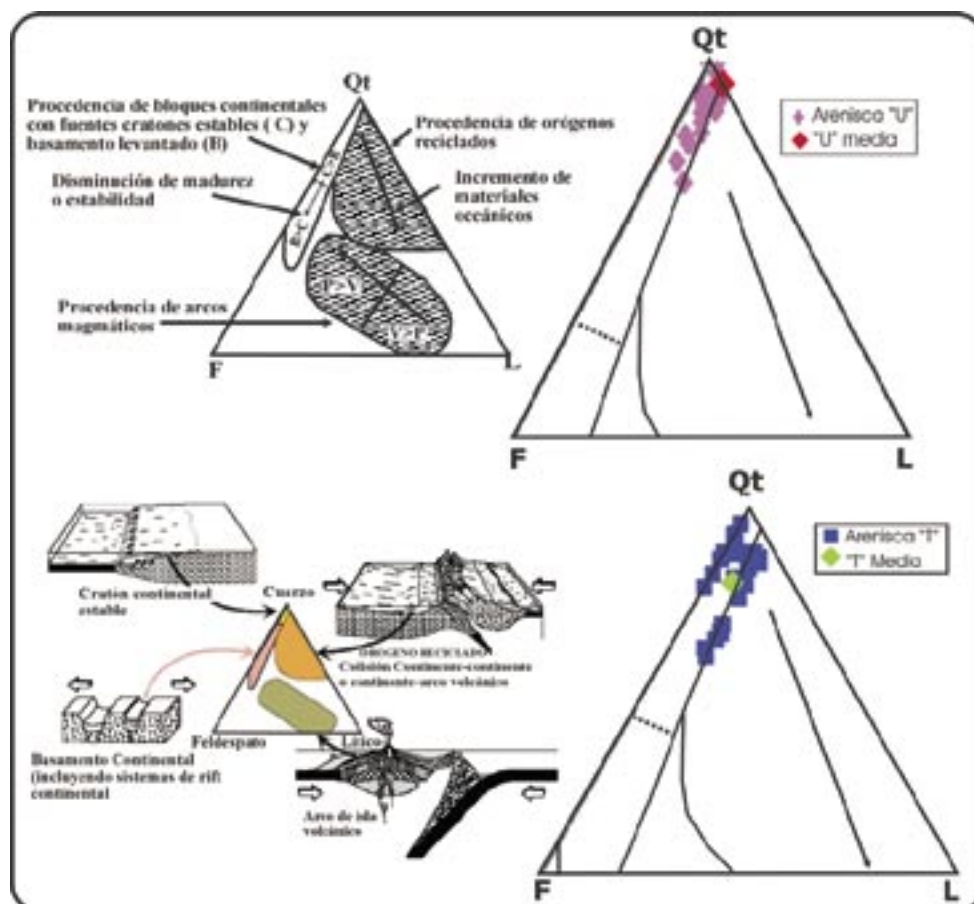 Qt
Procedencia de bloques continentales
con fuentes cratones estables ( C) y
basamento levantado (B)
Disminución de madurez
o estabilidad
Procedencia de arcos
magmáticos
Procedencia de orígenes
reciclados
Incremento de
materiales
oceánicos
B>C
P>V
V>P
F
L
Qt
Arenisca "U"
"U" media
F
L
Cratón continental
estable
Cuarzo
OROGENO RECICLADO
Colisión Continente-continente
o continente-arco volcánico
Feldespato
Lítico
Basamento Continental
(incluyendo sistemas de rift
continental
Arco de isla
volcánico
Qt
Arenisca "T"
"T" Media
F
L